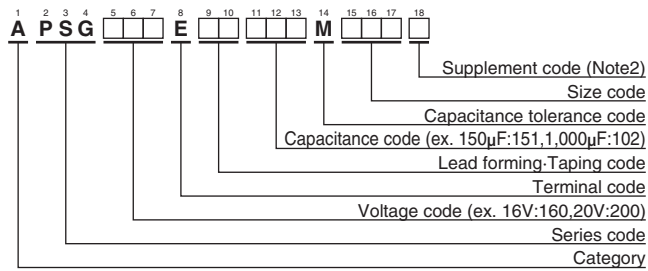 1 2 3 4 5 6 7 8 9 10 11 12 13 14 15 16 17 18
A PSG E M
Supplement code (Note2)
Size code
Capacitance tolerance code
Capacitance code (ex. 150μF:151,1,000μF:102)
Lead forming·Taping code
Terminal code
Voltage code (ex. 16V:160,20V:200)
Series code
Category